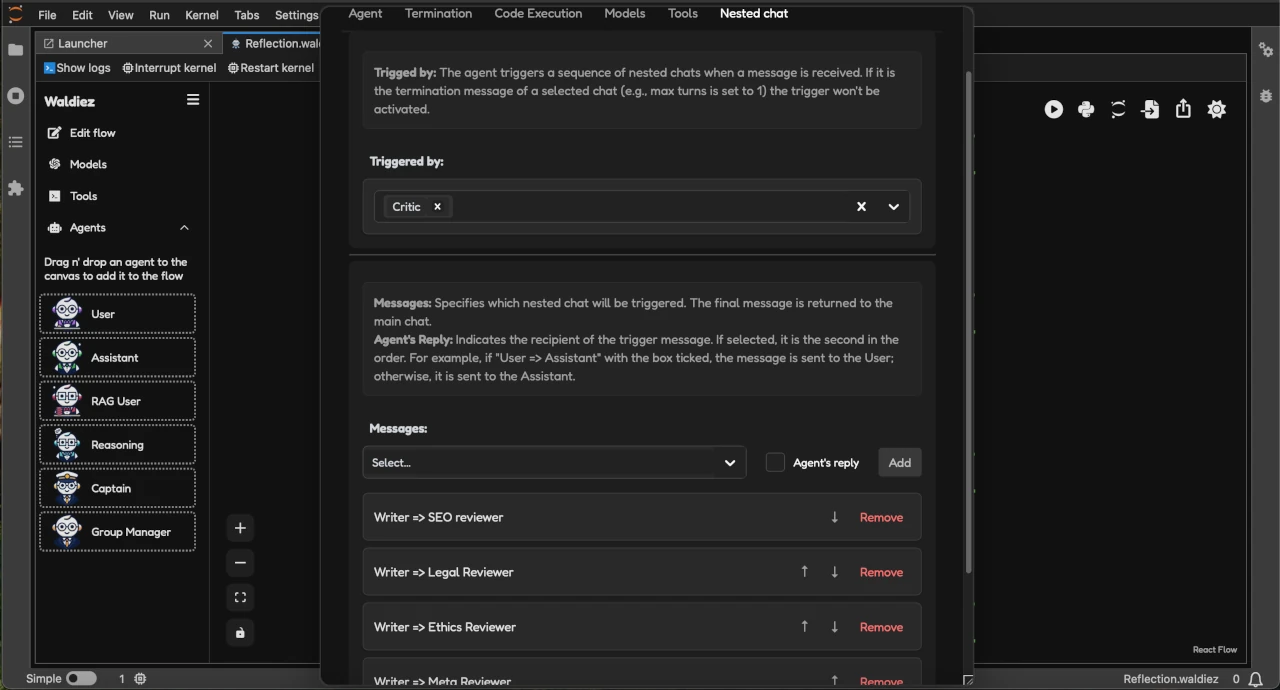 File Edit View Run Kernel Tabs Settings
Agent Termination Code Execution Models Tools Nested chat
Launcher
Reflection.wal
Show logs Interrupt kernel Restart kernel
Waldiez
Edit flow
Models
Tools
Agents
Drag n' drop an agent to the
canvas to add it to the flow
User
Assistant
RAG User
Reasoning
Captain
Group Manager
Trigged by: The agent triggers a sequence of nested chats when a message is received. If it is
the termination message of a selected chat (e.g., max turns is set to 1) the trigger won't be
activated.
Triggered by:
Critic
Messages: Specifies which nested chat will be triggered. The final message is returned to the
main chat.
Agent's Reply: Indicates the recipient of the trigger message. If selected, it is the second in the
order. For example, if "User => Assistant" with the box ticked, the message is sent to the User;
otherwise, it is sent to the Assistant.
Messages:
Select... Agent's reply Add
Writer => SEO reviewer ↓ Remove
Writer => Legal Reviewer ↑ ↓ Remove
Writer => Ethics Reviewer ↑ ↓ Remove
Writer => Meta Reviewer ↑ Remove
React Flow
Simple 1 Reflection.waldiez 0